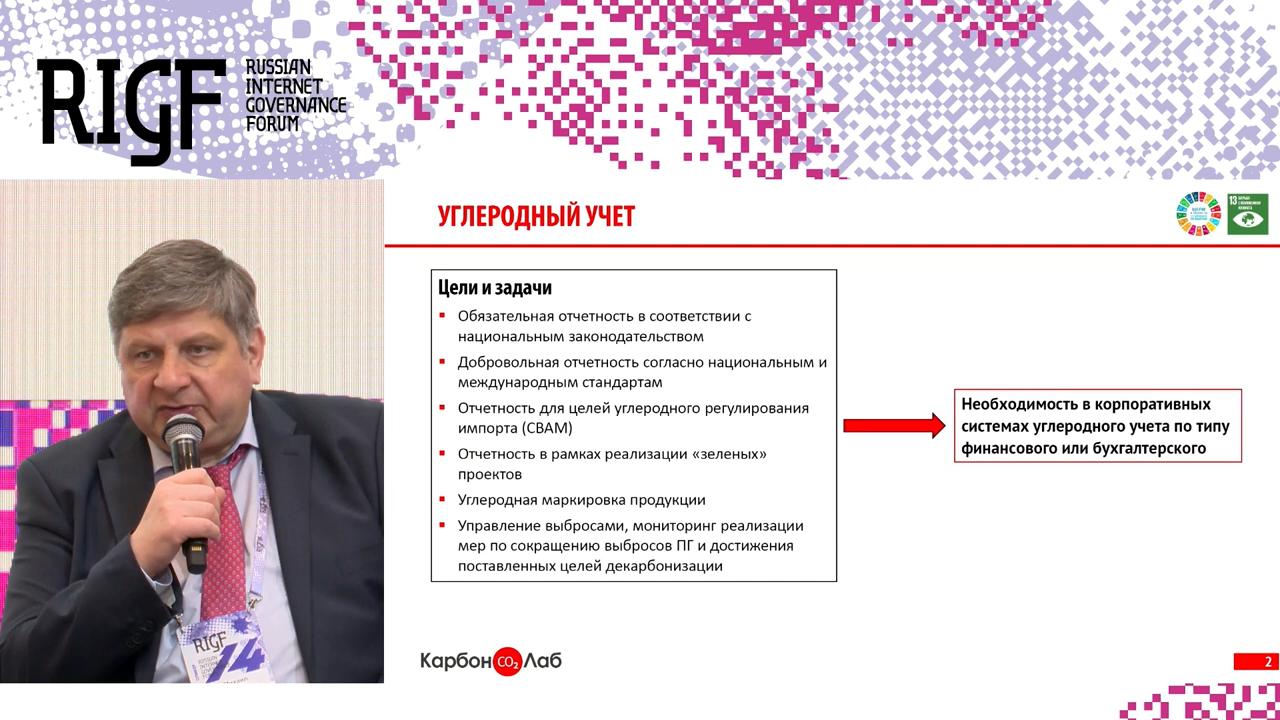 RIGF
RUSSIAN
INTERNET
GOVERNANCE
FORUM
УГЛЕРОДНЫЙ УЧЕТ
13
Цели и задачи
Обязательная отчетность в соответствии с
национальным законодательством
Добровольная отчетность согласно национальным и
международным стандартам
Отчетность для целей углеродного регулирования
импорта (CBAM)
Отчетность в рамках реализации «зеленых»
проектов
Углеродная маркировка продукции
Управление выбросами, мониторинг реализации
мер по сокращению выбросов ПГ и достижения
поставленных целей декарбонизации
Необходимость в корпоративных
системах углеродного учета по типу
финансового или бухгалтерского
RIGF
14
Карбон CO₂ Лаб
2